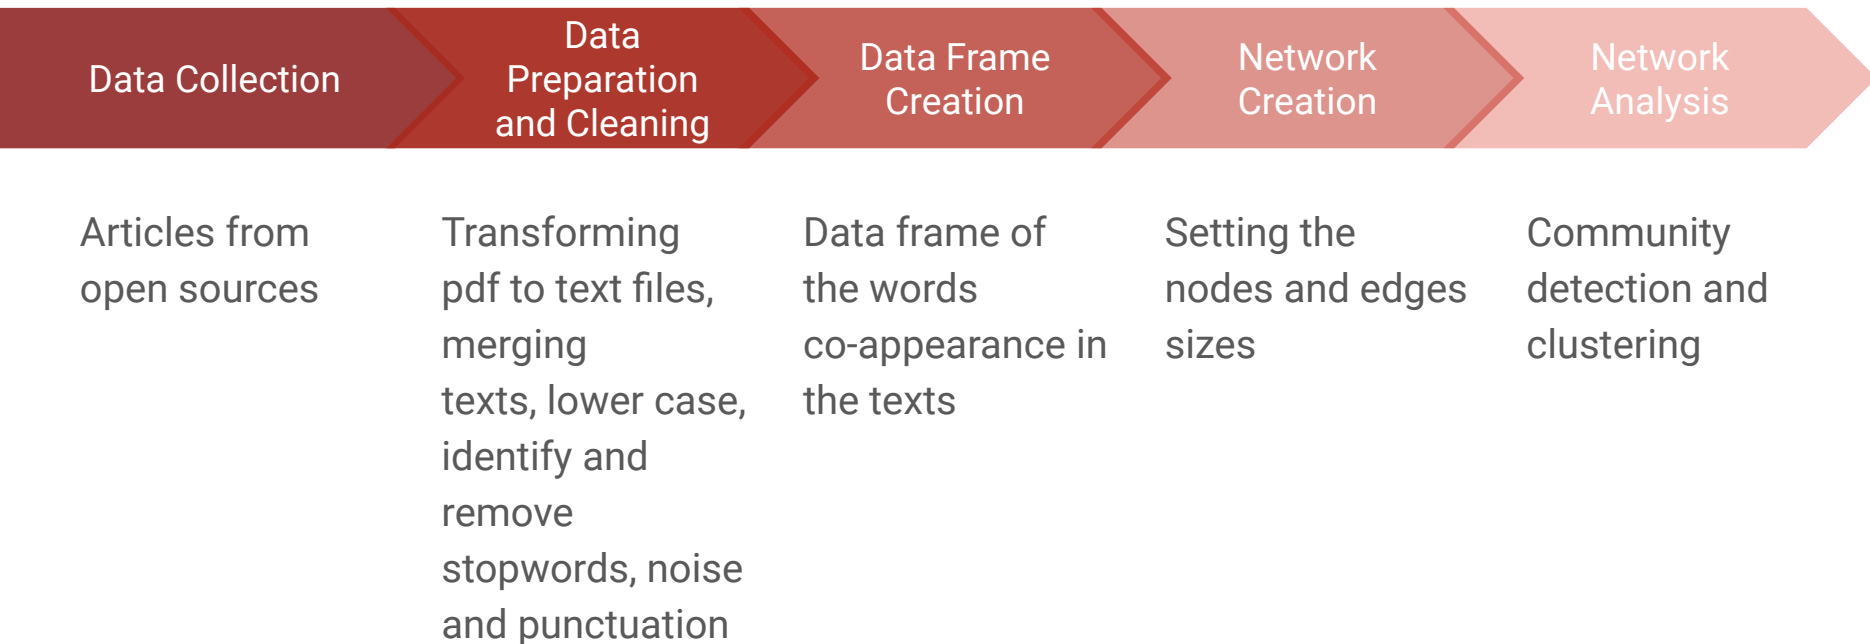 Data Collection
Data
Preparation
and Cleaning
Data Frame
Creation
Network
Creation
Network
Analysis
Articles from
open sources
Transforming
pdf to text files,
merging
texts, lower case,
identify and
remove
stopwords, noise
and punctuation
Data frame of
the words
co-appearance in
the texts
Setting the
nodes and edges
sizes
Community
detection and
clustering